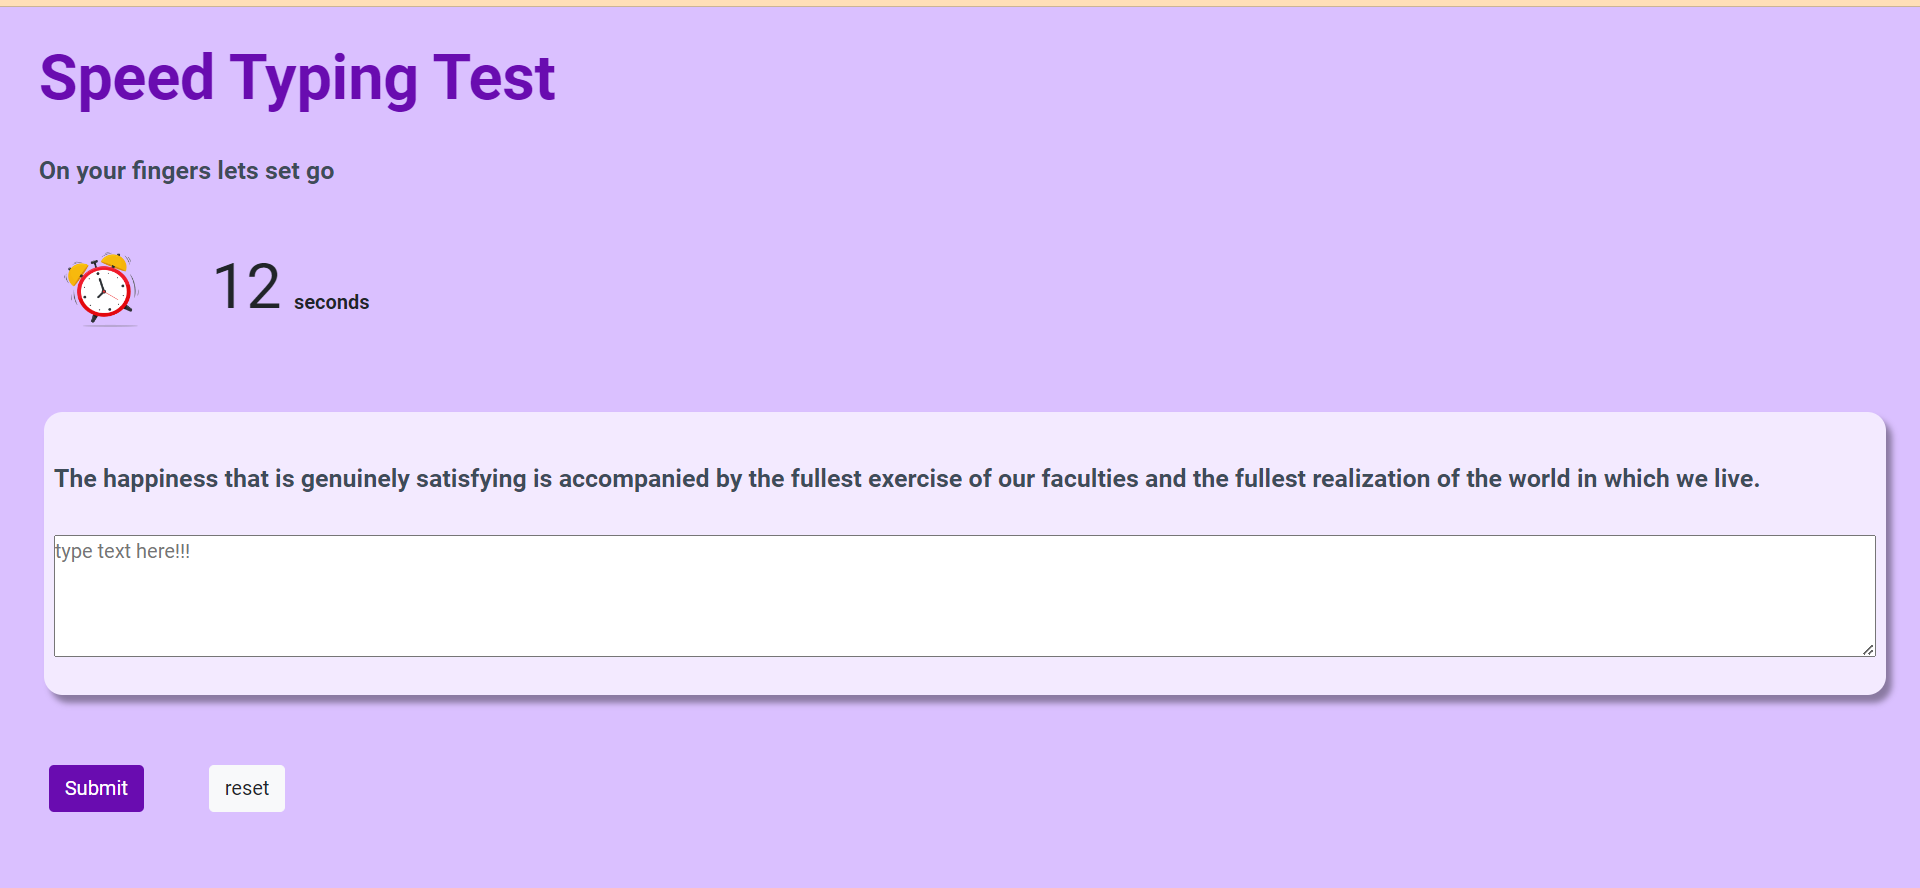 Speed Typing Test
On your fingers lets set go
12 seconds
The happiness that is genuinely satisfying is accompanied by the fullest exercise of our faculties and the fullest realization of the world in which we live.
type text here!!!
Submit reset